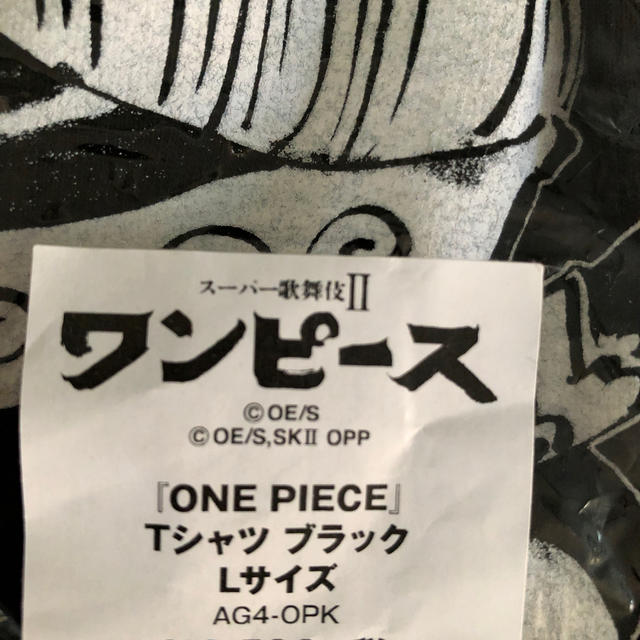 スーパー歌舞伎Ⅱ
ワンピース
©OE/S
©OE/S,SKⅡ OPP
『ONE PIECE』
Tシャツ ブラック
Lサイズ
AG4-OPK